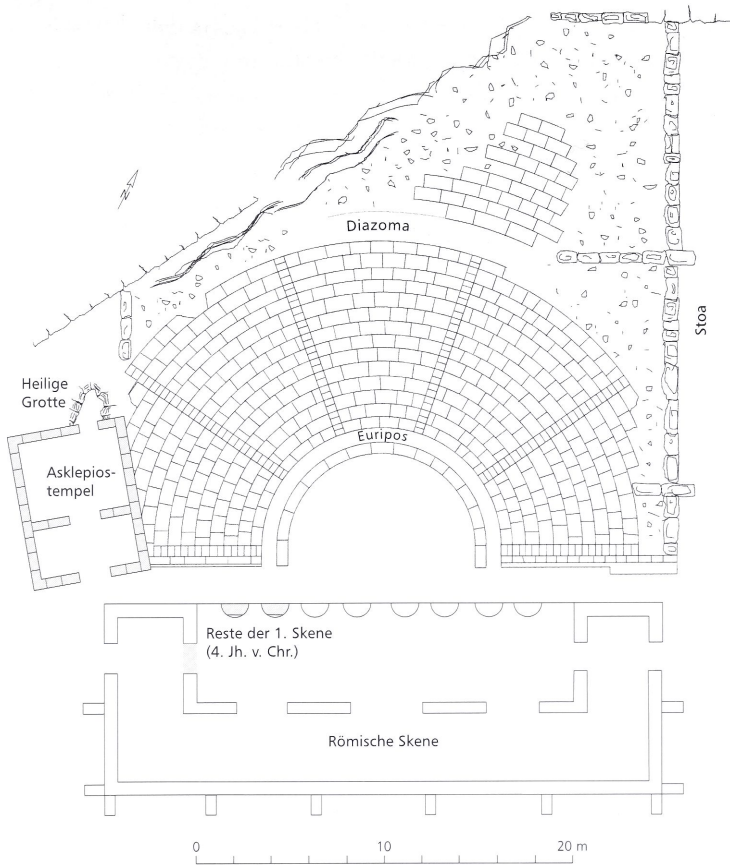 N
Diazoma
Stoa
Heilige
Grotte
Euripos
Asklepios-
tempel
Reste der 1. Skene
(4. Jh. v. Chr.)
Römische Skene
0 10 20 m